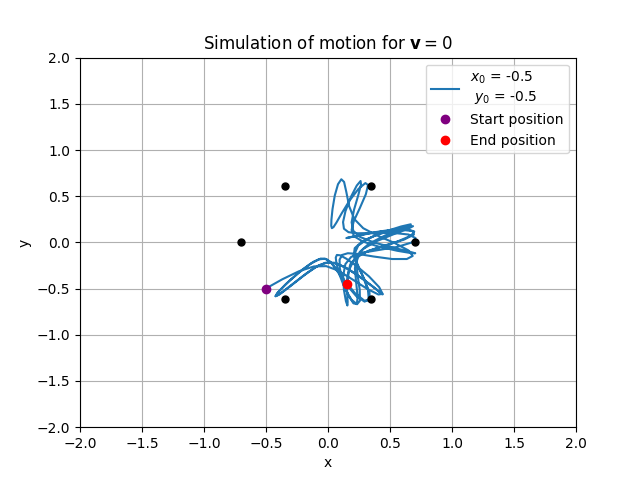 Simulation of motion for v = 0
x₀ = -0.5
y₀ = -0.5
Start position
End position
2.0
1.5
1.0
0.5
0.0
−0.5
−1.0
−1.5
−2.0
y
−2.0 −1.5 −1.0 −0.5 0.0 0.5 1.0 1.5 2.0
x